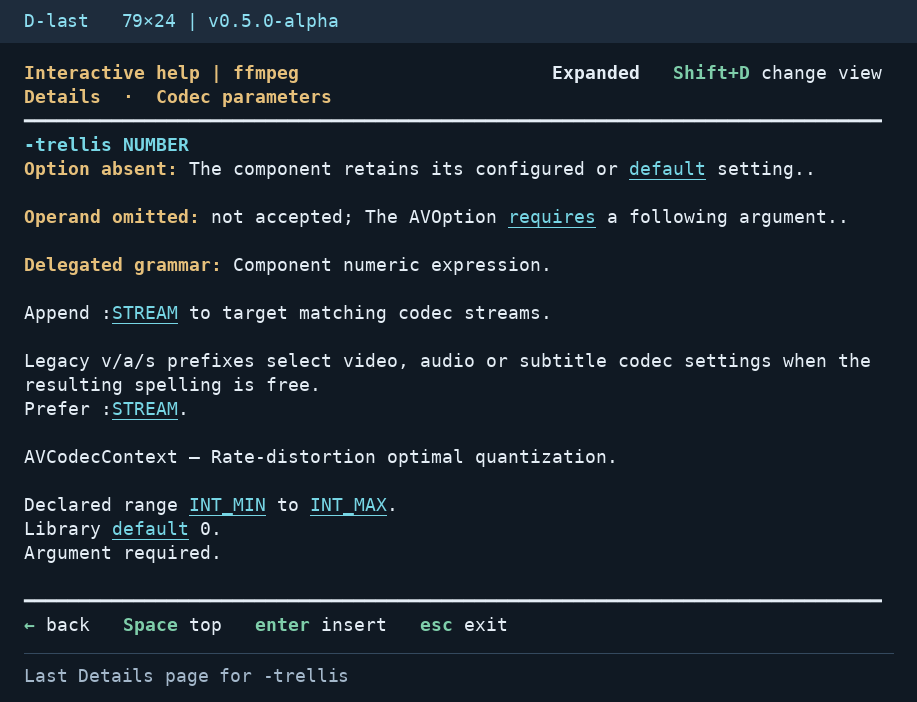 D-last   79×24 | v0.5.0-alpha
Interactive help | ffmpeg   Expanded   Shift+D change view
Details  ·  Codec parameters
-trellis NUMBER
Option absent: The component retains its configured or default setting..
Operand omitted: not accepted; The AVOption requires a following argument..
Delegated grammar: Component numeric expression.
Append :STREAM to target matching codec streams.
Legacy v/a/s prefixes select video, audio or subtitle codec settings when the
resulting spelling is free.
Prefer :STREAM.
AVCodecContext — Rate-distortion optimal quantization.
Declared range INT_MIN to INT_MAX.
Library default 0.
Argument required.
← back   Space top   enter insert   esc exit
Last Details page for -trellis